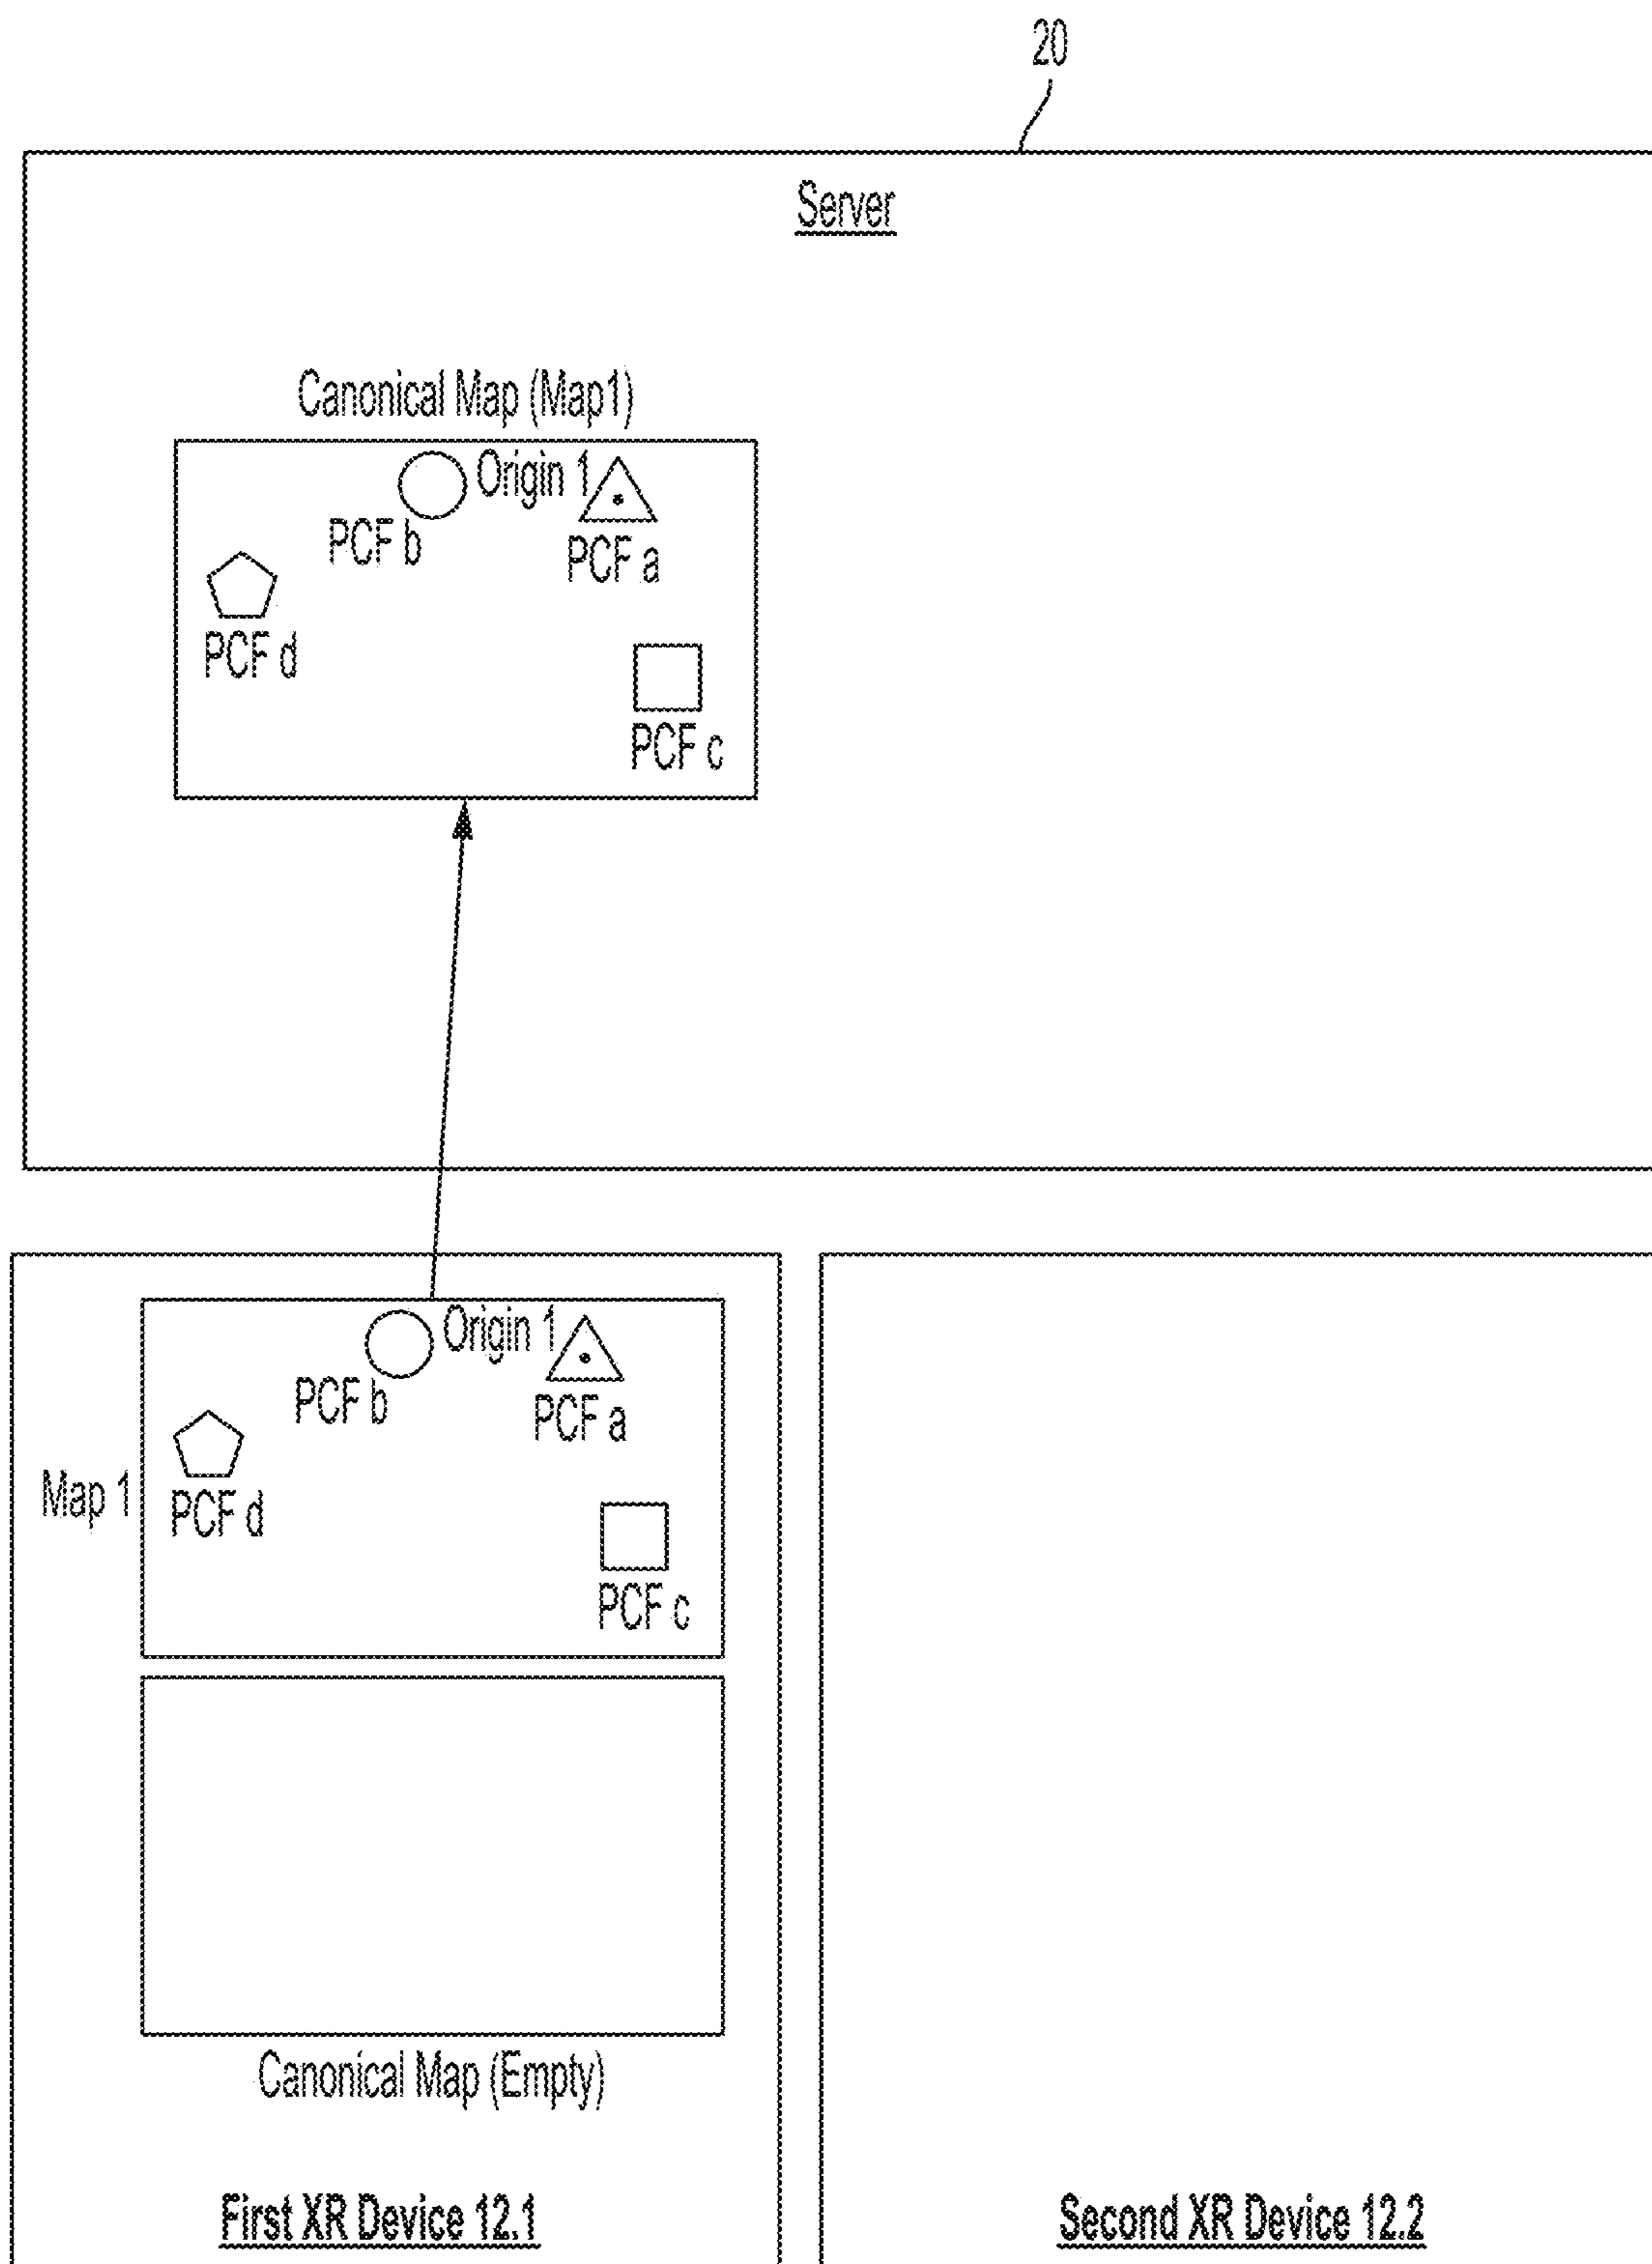 20
Server
Canonical Map (Map1)
Origin 1
PCF b
PCF a
PCF d
PCF c
Origin 1
PCF b
PCF a
Map 1
PCF d
PCF c
Canonical Map (Empty)
First XR Device 12.1
Second XR Device 12.2